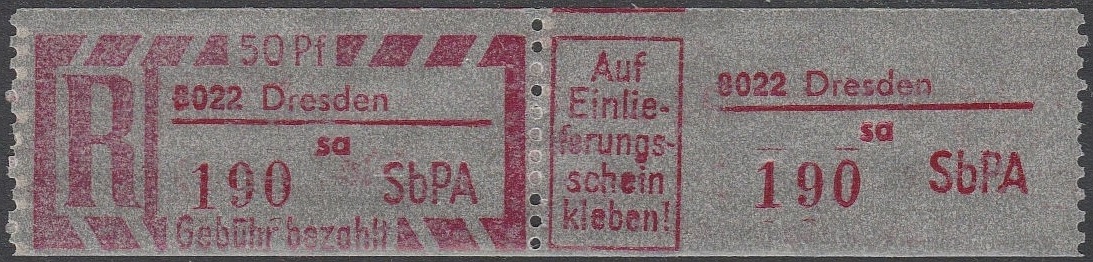 50 Pf
R
8022 Dresden
sa
190 SbPA
Gebühr bezahlt
Auf
Einlie-
ferungs-
schein
kleben!
8022 Dresden
sa
190 SbPA